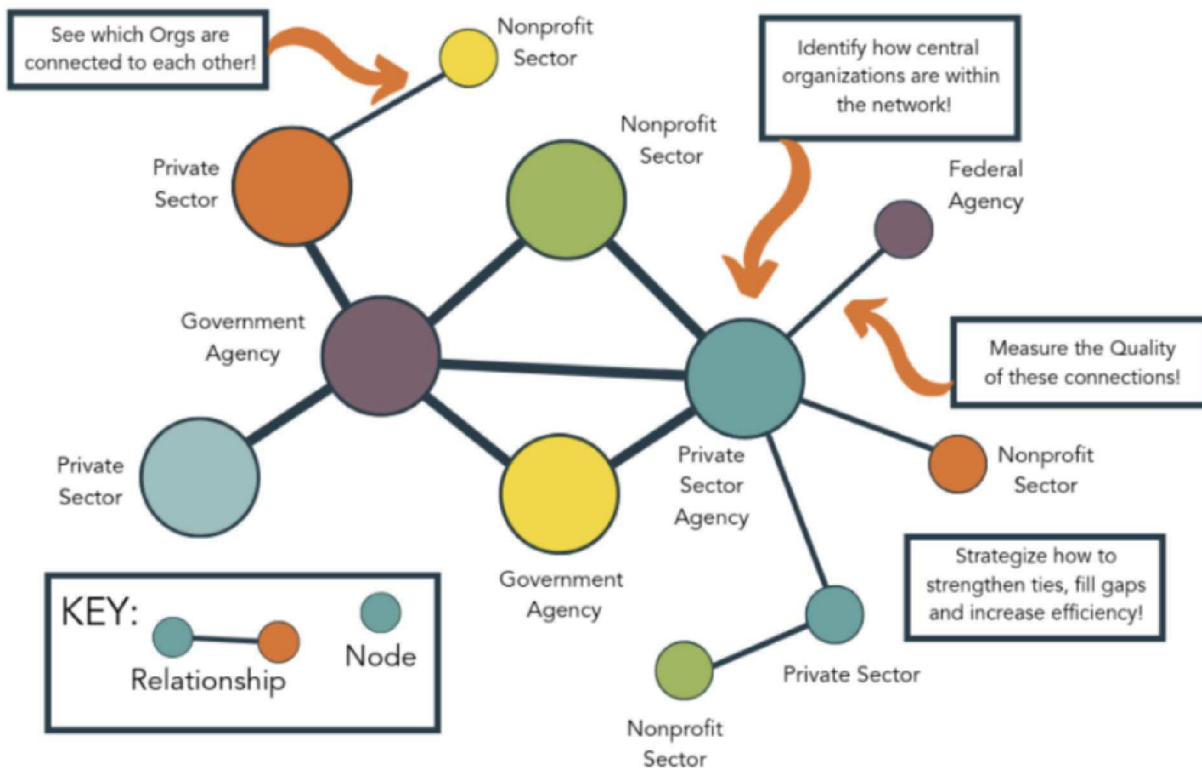 See which Orgs are
connected to each other!
Nonprofit
Sector
Identify how central
organizations are within
the network!
Nonprofit
Sector
Private
Sector
Federal
Agency
Government
Agency
Measure the Quality
of these connections!
Private
Sector
Private
Sector
Agency
Nonprofit
Sector
Government
Agency
Strategize how to
strengthen ties, fill gaps
and increase efficiency!
KEY:
Relationship
Node
Private Sector
Nonprofit
Sector